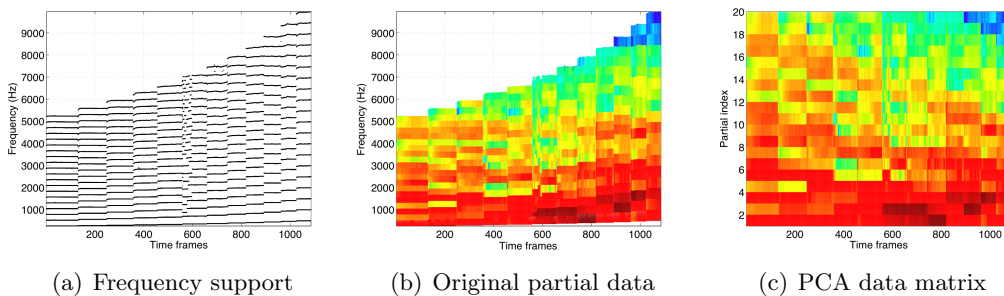 9000
8000
7000
6000
5000
4000
3000
2000
1000
Frequency (Hz)
200 400 600 800 1000
Time frames
(a) Frequency support
9000
8000
7000
6000
5000
4000
3000
2000
1000
Frequency (Hz)
200 400 600 800 1000
Time frames
(b) Original partial data
20
18
16
14
12
10
8
6
4
2
Partial index
200 400 600 800 1000
Time frames
(c) PCA data matrix